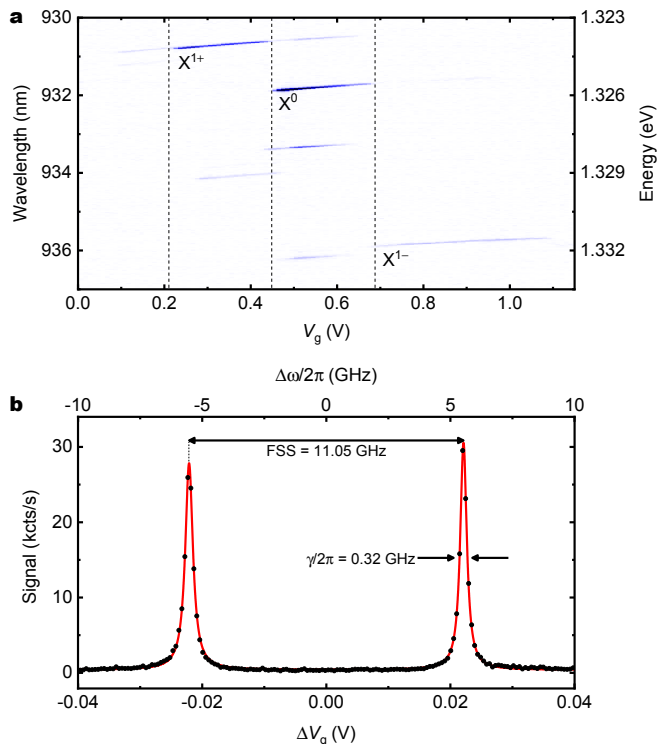 a
930
932
934
936
Wavelength (nm)
1.323
1.326
1.329
1.332
Energy (eV)
X1+
X0
X1−
0.0 0.2 0.4 0.6 0.8 1.0
Vg (V)
Δω/2π (GHz)
b
-10 -5 0 5 10
30
20
10
0
Signal (kcts/s)
FSS = 11.05 GHz
γ/2π = 0.32 GHz
-0.04 -0.02 0.00 0.02 0.04
ΔVg (V)